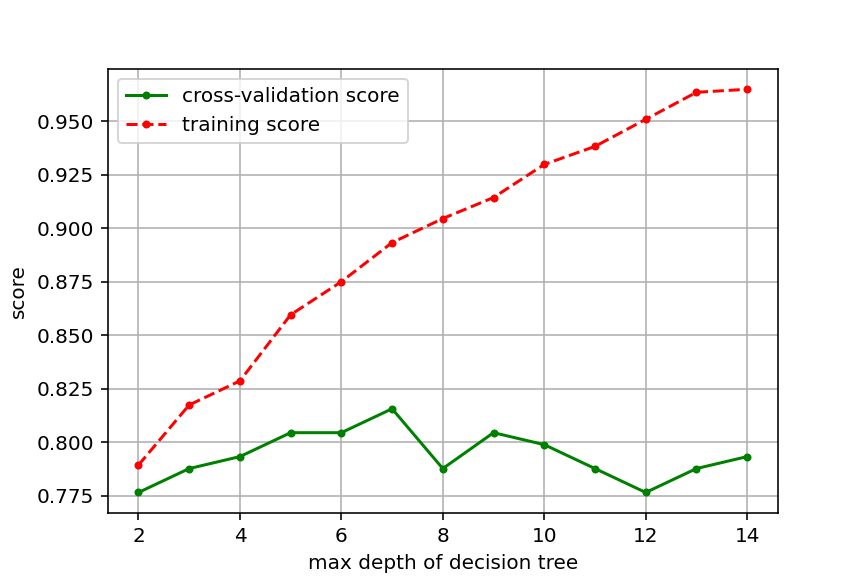 cross-validation score
training score
0.950
0.925
0.900
0.875
0.850
0.825
0.800
0.775
score
2 4 6 8 10 12 14
max depth of decision tree